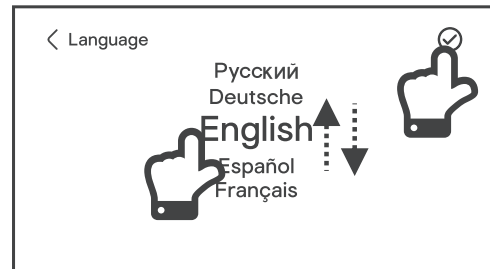 Language
Русский
Deutsche
English
Español
Français